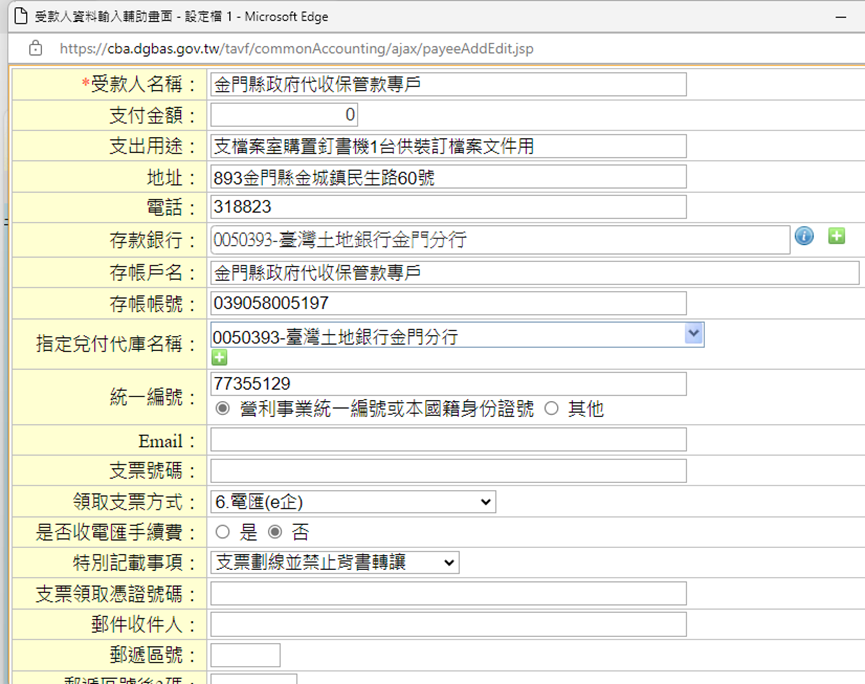 受款人資料輸入輔助畫面 - 設定檔 1 - Microsoft Edge
https://cba.dgbas.gov.tw/tavf/commonAccounting/ajax/payeeAddEdit.jsp
*受款人名稱： 金門縣政府代收保管款專戶
支付金額： 0
支出用途： 支檔案室購置釘書機1台供裝訂檔案文件用
地址： 893金門縣金城鎮民生路60號
電話： 318823
存款銀行： 0050393-臺灣土地銀行金門分行
存帳戶名： 金門縣政府代收保管款專戶
存帳帳號： 039058005197
指定兌付代庫名稱： 0050393-臺灣土地銀行金門分行
統一編號： 77355129
營利事業統一編號或本國籍身份證號 其他
Email：
支票號碼：
領取支票方式： 6.電匯(e企)
是否收電匯手續費： 是 否
特別記載事項： 支票劃線並禁止背書轉讓
支票領取憑證號碼：
郵件收件人：
郵遞區號：
郵遞區號後2碼：